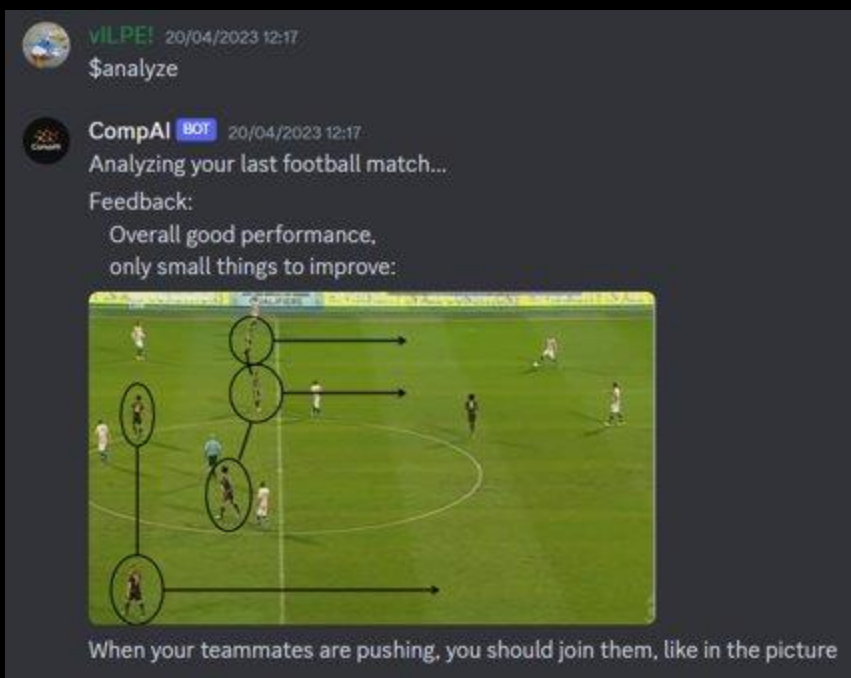 vILPE! 20/04/2023 12:17
$analyze
CompAI BOT 20/04/2023 12:17
CompAI
Analyzing your last football match...
Feedback:
Overall good performance,
only small things to improve:
QUALIFIERS
When your teammates are pushing, you should join them, like in the picture